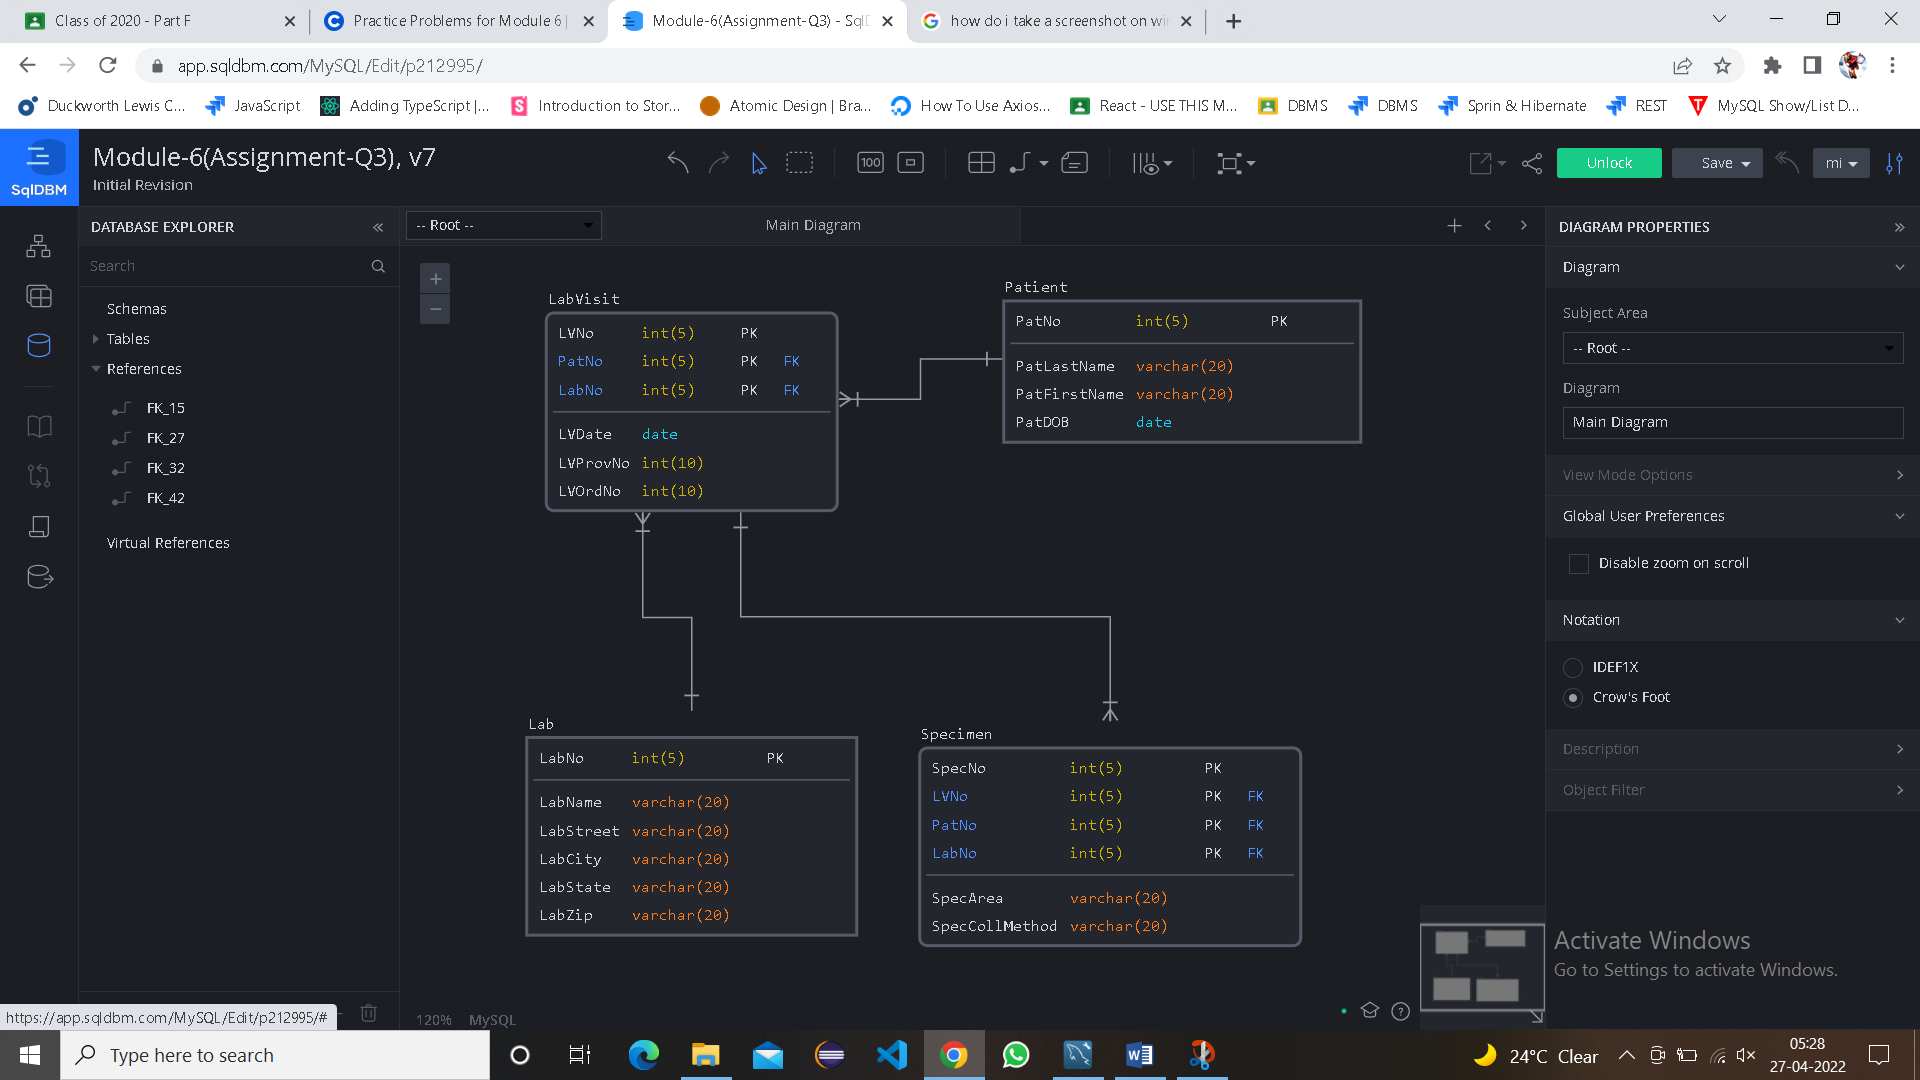 Class of 2020 - Part F
Practice Problems for Module 6 |
Module-6(Assignment-Q3) - SqlD
how do i take a screenshot on wi
app.sqldbm.com/MySQL/Edit/p212995/
Duckworth Lewis C...
JavaScript
Adding TypeScript |...
Introduction to Stor...
Atomic Design | Bra...
How To Use Axios...
React - USE THIS M...
DBMS
DBMS
Sprin & Hibernate
REST
MySQL Show/List D...
SqlDBM
Module-6(Assignment-Q3), v7
Initial Revision
100
Unlock
Save
mi
DATABASE EXPLORER
Search
Schemas
Tables
References
FK_15
FK_27
FK_32
FK_42
Virtual References
-- Root --
Main Diagram
LabVisit
LVNo int(5) PK
PatNo int(5) PK FK
LabNo int(5) PK FK
LVDate date
LVProvNo int(10)
LVOrdNo int(10)
Patient
PatNo int(5) PK
PatLastName varchar(20)
PatFirstName varchar(20)
PatDOB date
Lab
LabNo int(5) PK
LabName varchar(20)
LabStreet varchar(20)
LabCity varchar(20)
LabState varchar(20)
LabZip varchar(20)
Specimen
SpecNo int(5) PK
LVNo int(5) PK FK
PatNo int(5) PK FK
LabNo int(5) PK FK
SpecArea varchar(20)
SpecCollMethod varchar(20)
DIAGRAM PROPERTIES
Diagram
Subject Area
-- Root --
Diagram
Main Diagram
View Mode Options
Global User Preferences
Disable zoom on scroll
Notation
IDEF1X
Crow's Foot
Description
Object Filter
Activate Windows
Go to Settings to activate Windows.
https://app.sqldbm.com/MySQL/Edit/p212995/#
120% MySQL
Type here to search
24°C Clear
05:28
27-04-2022